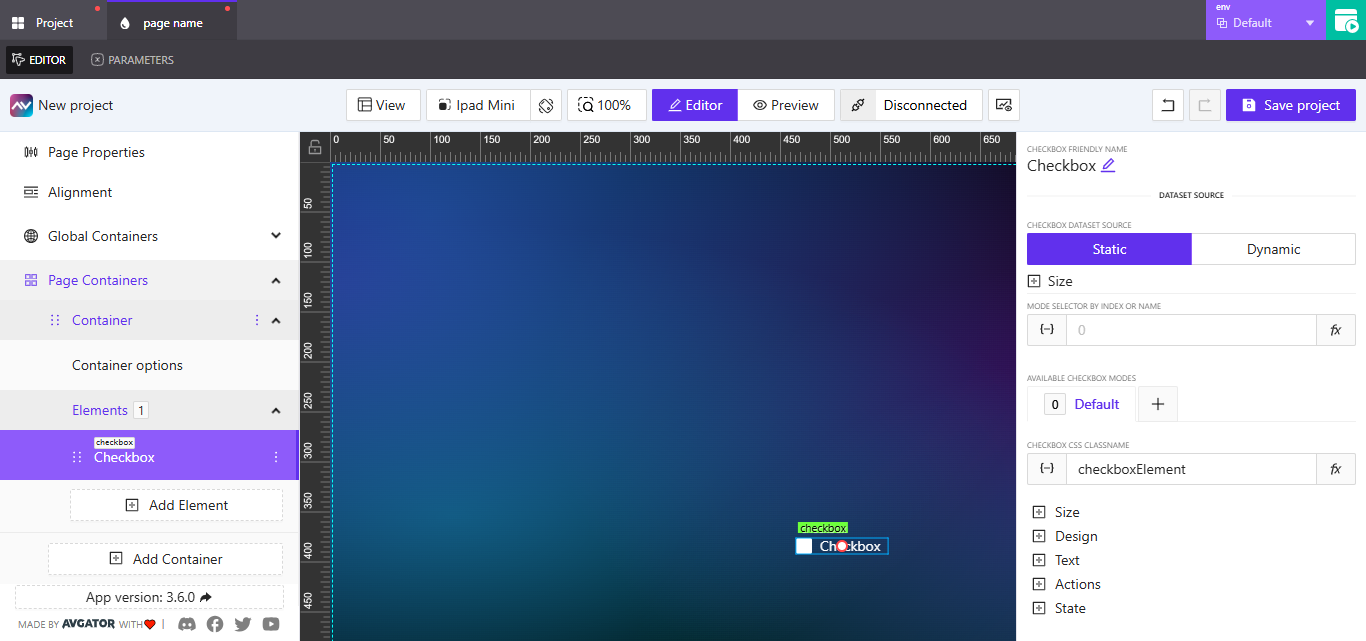 Project
page name
env
Default
EDITOR
PARAMETERS
New project
View
Ipad Mini
100%
Editor
Preview
Disconnected
Save project
Page Properties
Alignment
Global Containers
Page Containers
Container
Container options
Elements 1
checkbox
Checkbox
Add Element
Add Container
App version: 3.6.0
MADE BY AVGATOR WITH
0 50 100 150 200 250 300 350 400 450 500 550 600 650
50
100
150
200
250
300
350
400
450
checkbox
Checkbox
CHECKBOX FRIENDLY NAME
Checkbox
DATASET SOURCE
CHECKBOX DATASET SOURCE
Static Dynamic
Size
MODE SELECTOR BY INDEX OR NAME
0 fx
AVAILABLE CHECKBOX MODES
0 Default
CHECKBOX CSS CLASSNAME
checkboxElement fx
Size
Design
Text
Actions
State